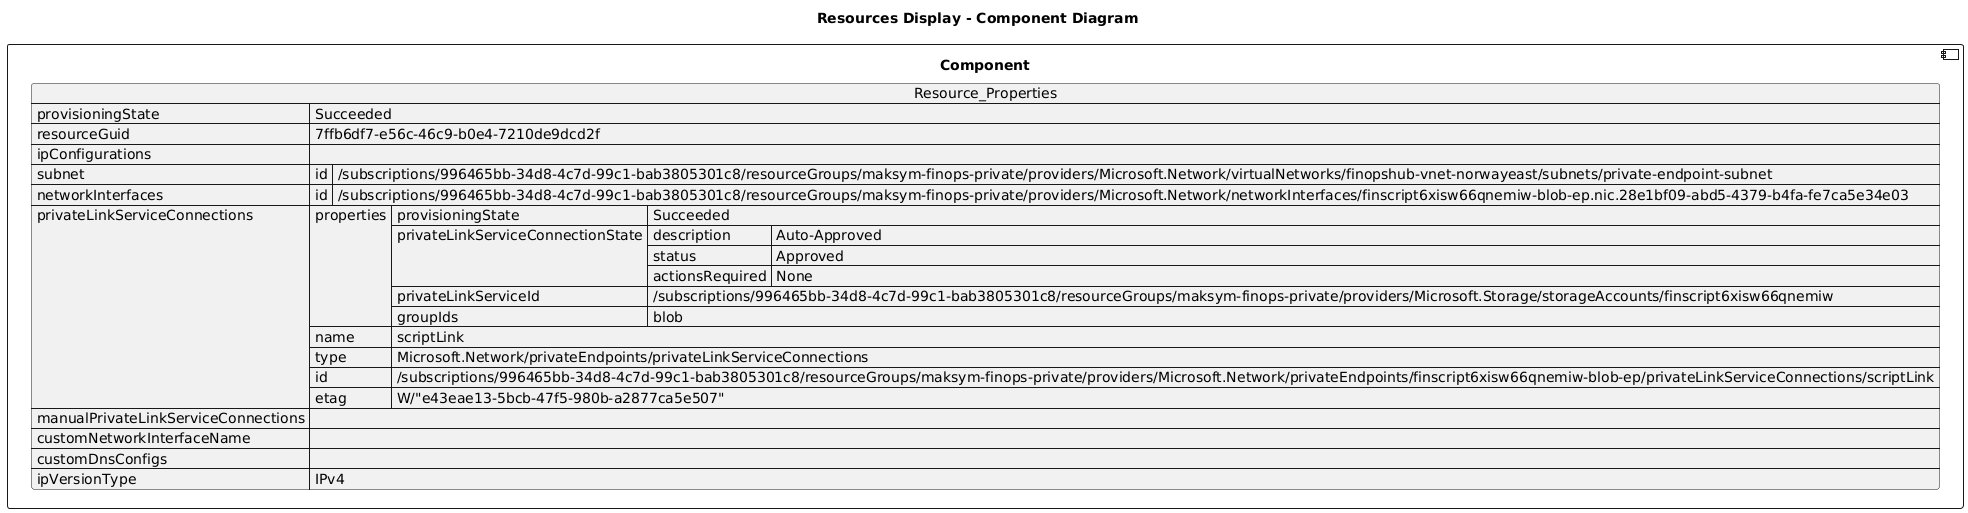 Resources Display - Component Diagram
Component
Resource_Properties
provisioningState Succeeded
resourceGuid 7ffb6df7-e56c-46c9-b0e4-7210de9dcd2f
ipConfigurations
subnet id /subscriptions/996465bb-34d8-4c7d-99c1-bab3805301c8/resourceGroups/maksym-finops-private/providers/Microsoft.Network/virtualNetworks/finopshub-vnet-norwayeast/subnets/private-endpoint-subnet
networkInterfaces id /subscriptions/996465bb-34d8-4c7d-99c1-bab3805301c8/resourceGroups/maksym-finops-private/providers/Microsoft.Network/networkInterfaces/finscript6xisw66qnemiw-blob-ep.nic.28e1bf09-abd5-4379-b4fa-fe7ca5e34e03
privateLinkServiceConnections properties provisioningState Succeeded
privateLinkServiceConnectionState description Auto-Approved
status Approved
actionsRequired None
privateLinkServiceId /subscriptions/996465bb-34d8-4c7d-99c1-bab3805301c8/resourceGroups/maksym-finops-private/providers/Microsoft.Storage/storageAccounts/finscript6xisw66qnemiw
groupIds blob
name scriptLink
type Microsoft.Network/privateEndpoints/privateLinkServiceConnections
id /subscriptions/996465bb-34d8-4c7d-99c1-bab3805301c8/resourceGroups/maksym-finops-private/providers/Microsoft.Network/privateEndpoints/finscript6xisw66qnemiw-blob-ep/privateLinkServiceConnections/scriptLink
etag W/"e43eae13-5bcb-47f5-980b-a2877ca5e507"
manualPrivateLinkServiceConnections
customNetworkInterfaceName
customDnsConfigs
ipVersionType IPv4